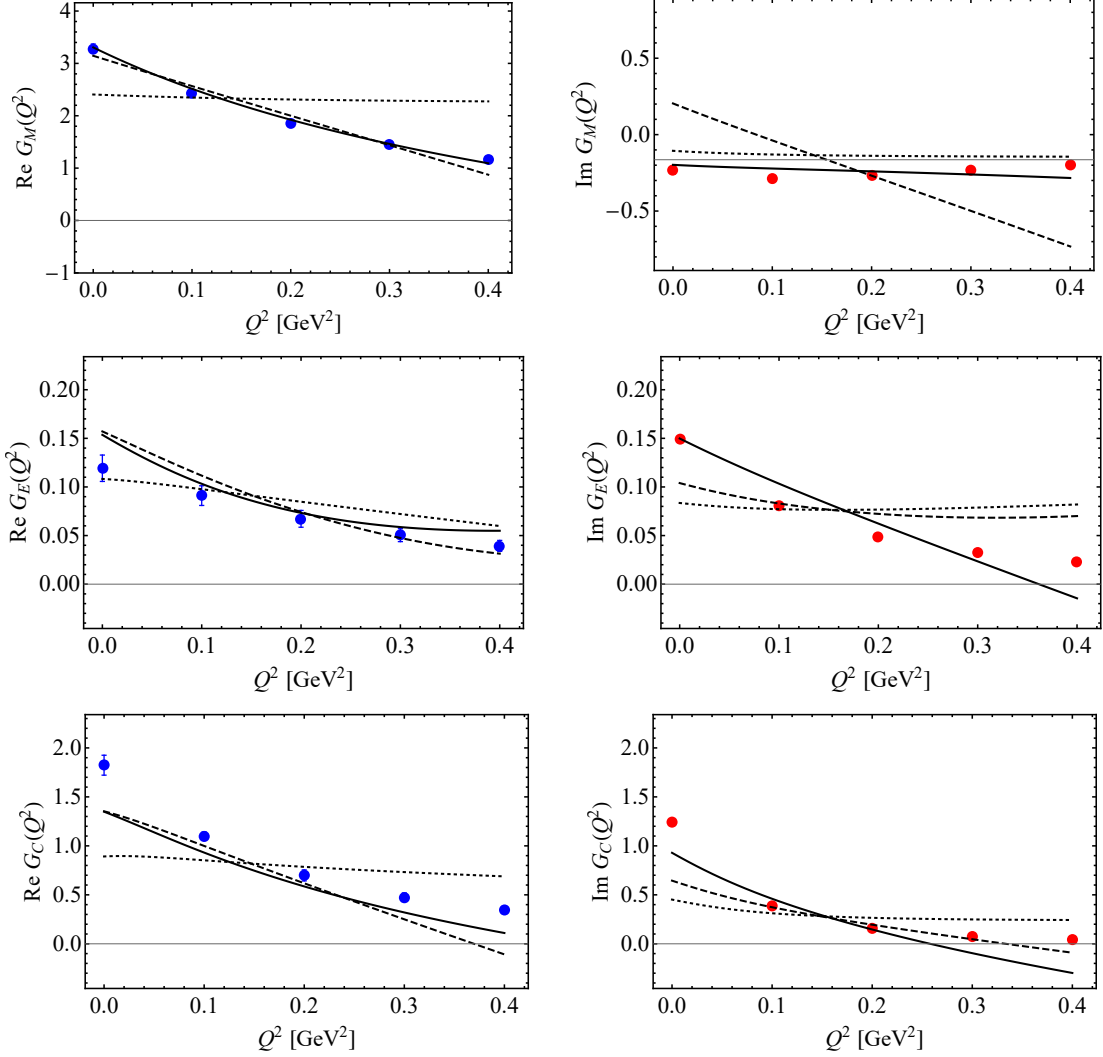 4
3
2
1
0
−1
Re G_M(Q^2)
0.0 0.1 0.2 0.3 0.4
Q^2 [GeV^2]
0.0
−0.5
Im G_M(Q^2)
0.0 0.1 0.2 0.3 0.4
Q^2 [GeV^2]
0.20
0.15
0.10
0.05
0.00
Re G_E(Q^2)
0.0 0.1 0.2 0.3 0.4
Q^2 [GeV^2]
0.20
0.15
0.10
0.05
0.00
Im G_E(Q^2)
0.0 0.1 0.2 0.3 0.4
Q^2 [GeV^2]
2.0
1.5
1.0
0.5
0.0
Re G_C(Q^2)
0.0 0.1 0.2 0.3 0.4
Q^2 [GeV^2]
2.0
1.5
1.0
0.5
0.0
Im G_C(Q^2)
0.0 0.1 0.2 0.3 0.4
Q^2 [GeV^2]